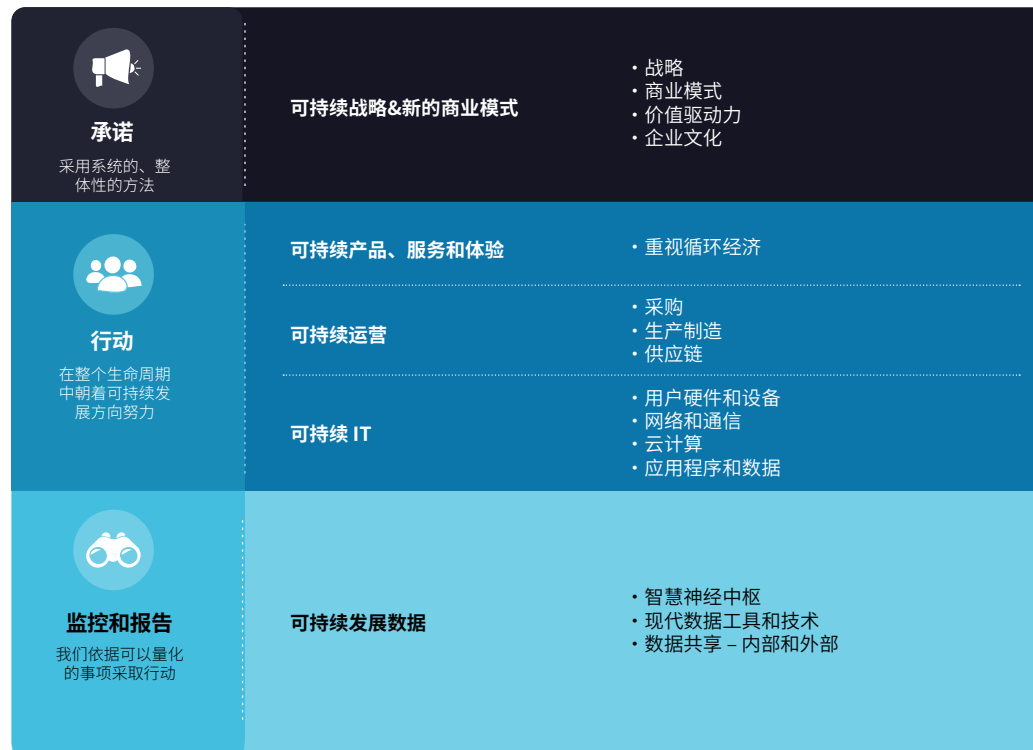 承诺
采用系统的、整
体性的方法
可持续战略&新的商业模式
・战略
・商业模式
・价值驱动力
・企业文化
行动
在整个生命周期
中朝着可持续发
展方向努力
可持续产品、服务和体验
・重视循环经济
可持续运营
・采购
・生产制造
・供应链
可持续 IT
・用户硬件和设备
・网络和通信
・云计算
・应用程序和数据
监控和报告
我们依据可以量化
的事项采取行动
可持续发展数据
・智慧神经中枢
・现代数据工具和技术
・数据共享 – 内部和外部